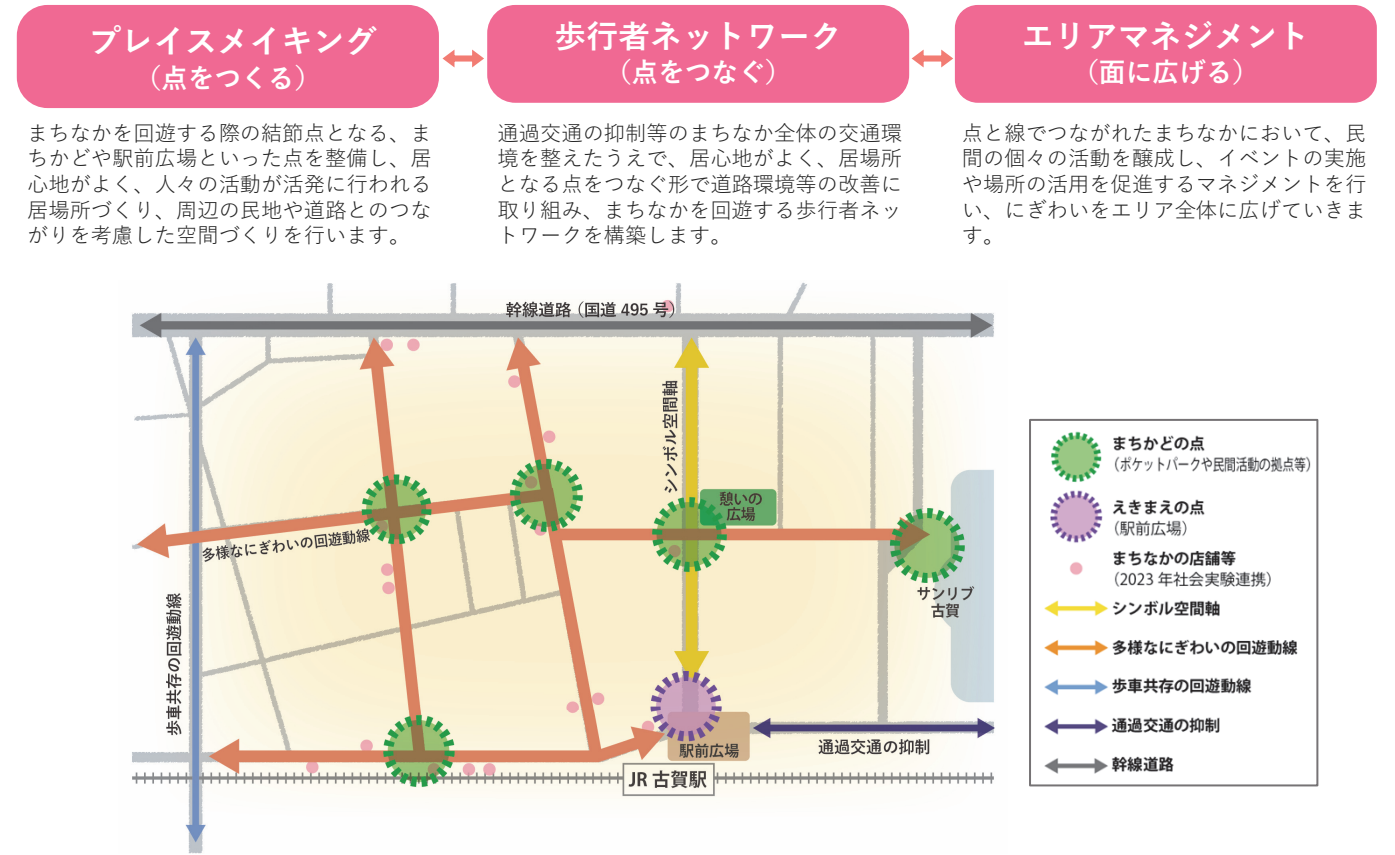 プレイスメイキング
（点をつくる）
歩行者ネットワーク
（点をつなぐ）
エリアマネジメント
（面に広げる）
まちなかを回遊する際の結節点となる、ま
ちかどや駅前広場といった点を整備し、居
心地がよく、人々の活動が活発に行われる
居場所づくり、周辺の民地や道路とのつな
がりを考慮した空間づくりを行います。
通過交通の抑制等のまちなか全体の交通環
境を整えたうえで、居心地がよく、居場所
となる点をつなぐ形で道路環境等の改善に
取り組み、まちなかを回遊する歩行者ネッ
トワークを構築します。
点と線でつながれたまちなかにおいて、民
間の個々の活動を醸成し、イベントの実施
や場所の活用を促進するマネジメントを行
い、にぎわいをエリア全体に広げていきま
す。
幹線道路（国道 495 号）
シンボル空間軸
憩いの
広場
多様なにぎわいの回遊動線
歩車共存の回遊動線
サンリブ
古賀
駅前広場
通過交通の抑制
JR 古賀駅
まちかどの点
（ポケットパークや民間活動の拠点等）
えきまえの点
（駅前広場）
まちなかの店舗等
（2023 年社会実験連携）
シンボル空間軸
多様なにぎわいの回遊動線
歩車共存の回遊動線
通過交通の抑制
幹線道路